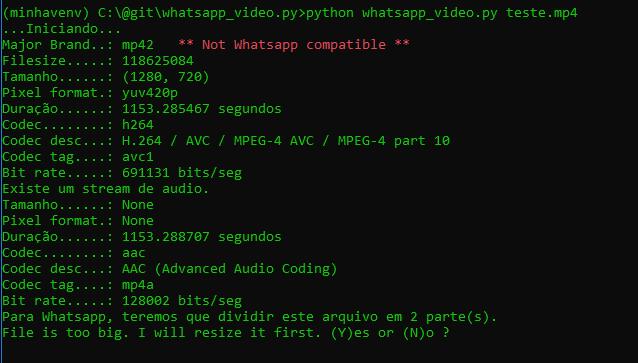 (minhavenv) C:\@git\whatsapp_video.py>python whatsapp_video.py teste.mp4
...Iniciando...
Major Brand..: mp42   ** Not Whatsapp compatible **
Filesize.....: 118625084
Tamanho......: (1280, 720)
Pixel format.: yuv420p
Duração......: 1153.285467 segundos
Codec........: h264
Codec desc...: H.264 / AVC / MPEG-4 AVC / MPEG-4 part 10
Codec tag....: avc1
Bit rate.....: 691131 bits/seg
Existe um stream de audio.
Tamanho......: None
Pixel format.: None
Duração......: 1153.288707 segundos
Codec........: aac
Codec desc...: AAC (Advanced Audio Coding)
Codec tag....: mp4a
Bit rate.....: 128002 bits/seg
Para Whatsapp, teremos que dividir este arquivo em 2 parte(s).
File is too big. I will resize it first. (Y)es or (N)o ?